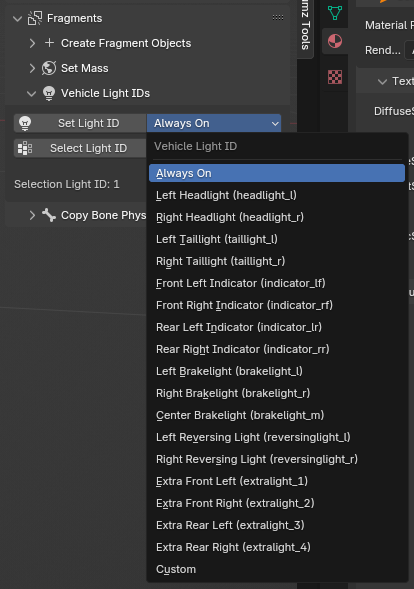 Fragments
Create Fragment Objects
Set Mass
Vehicle Light IDs
Set Light ID
Always On
Select Light ID
Selection Light ID: 1
Copy Bone Phys
Vehicle Light ID
Always On
Left Headlight (headlight_l)
Right Headlight (headlight_r)
Left Taillight (taillight_l)
Right Taillight (taillight_r)
Front Left Indicator (indicator_lf)
Front Right Indicator (indicator_rf)
Rear Left Indicator (indicator_lr)
Rear Right Indicator (indicator_rr)
Left Brakelight (brakelight_l)
Right Brakelight (brakelight_r)
Center Brakelight (brakelight_m)
Left Reversing Light (reversinglight_l)
Right Reversing Light (reversinglight_r)
Extra Front Left (extralight_1)
Extra Front Right (extralight_2)
Extra Rear Left (extralight_3)
Extra Rear Right (extralight_4)
Custom
mz Tools
Material F
Rend...
Text
DiffuseS